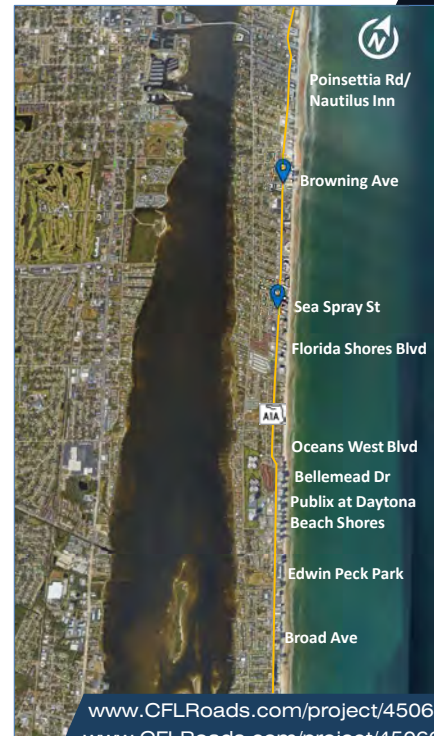 N
Poinsettia Rd/
Nautilus Inn
Browning Ave
Sea Spray St
Florida Shores Blvd
A1A
Oceans West Blvd
Bellemead Dr
Publix at Daytona
Beach Shores
Edwin Peck Park
Broad Ave
www.CFLRoads.com/project/4506